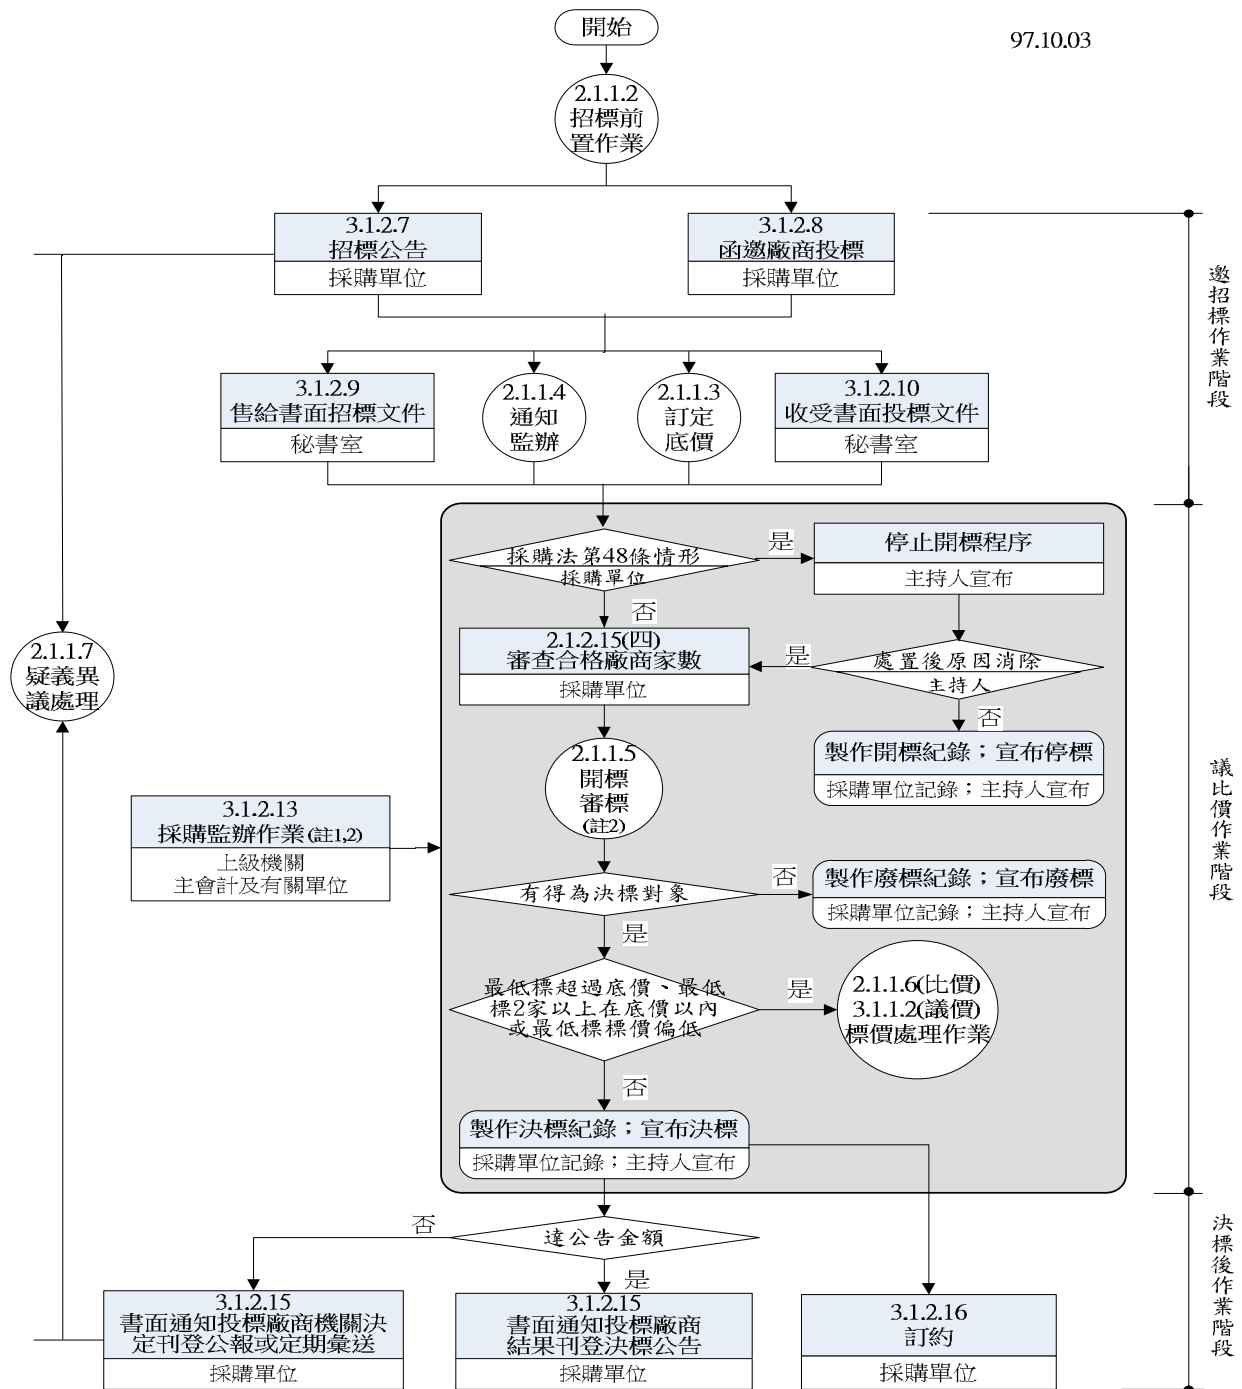 開始
97.10.03
2.1.1.2
招標前
置作業
3.1.2.7
招標公告
採購單位
3.1.2.8
函邀廠商投標
採購單位
邀招標作業階段
3.1.2.9
售給書面招標文件
秘書室
2.1.1.4
通知
監辦
2.1.1.3
訂定
底價
3.1.2.10
收受書面投標文件
秘書室
採購法第48條情形
採購單位
是
停止開標程序
主持人宣布
否
2.1.2.15(四)
審查合格廠商家數
採購單位
是
處置後原因消除
主持人
否
製作開標紀錄；宣布停標
採購單位記錄；主持人宣布
2.1.1.7
疑義異
議處理
2.1.1.5
開標
審標
(註2)
議比價作業階段
3.1.2.13
採購監辦作業(註1,2)
上級機關
主會計及有關單位
有得為決標對象
否
製作廢標紀錄；宣布廢標
採購單位記錄；主持人宣布
是
最低標超過底價、最低
標2家以上在底價以內
或最低標標價偏低
是
2.1.1.6(比價)
3.1.1.2(議價)
標價處理作業
否
製作決標紀錄；宣布決標
採購單位記錄；主持人宣布
達公告金額
否
是
決標後作業階段
3.1.2.15
書面通知投標廠商機關決
定刊登公報或定期彙送
採購單位
3.1.2.15
書面通知投標廠商
結果刊登決標公告
採購單位
3.1.2.16
訂約
採購單位